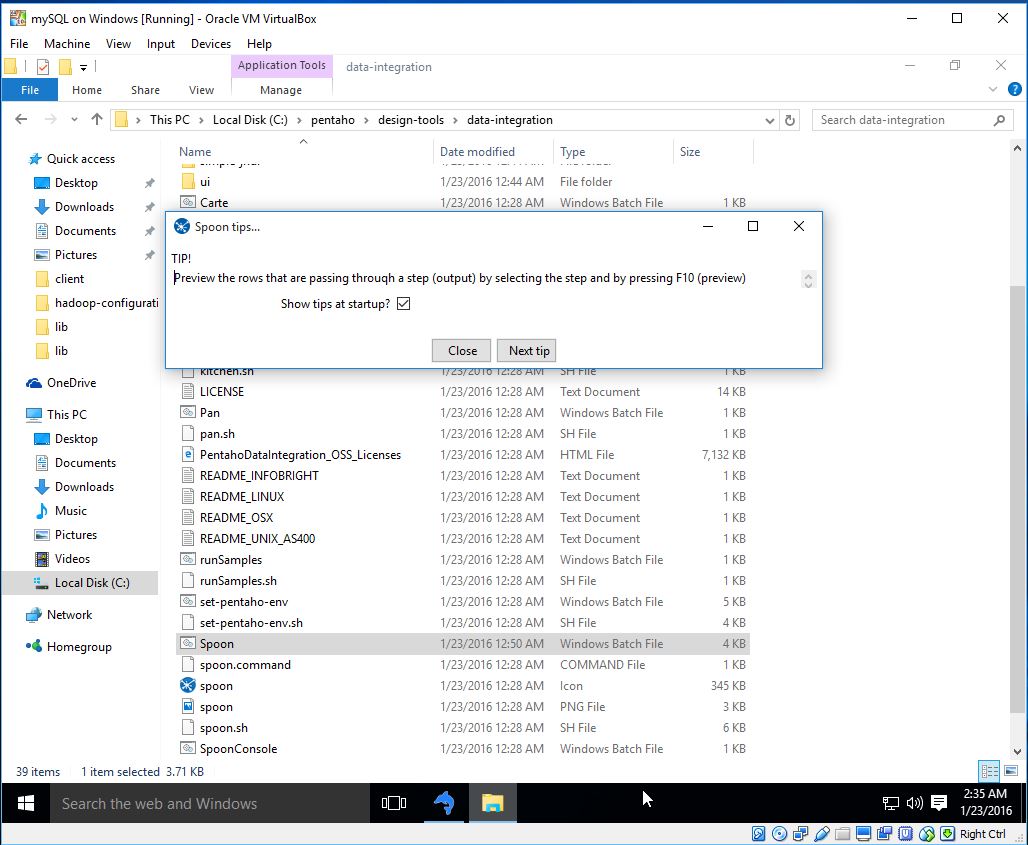 mySQL on Windows [Running] - Oracle VM VirtualBox
File Machine View Input Devices Help
Application Tools data-integration
File Home Share View Manage
This PC Local Disk (C:) pentaho design-tools data-integration Search data-integration
Name Date modified Type Size
ui 1/23/2016 12:44 AM File folder
Carte 1/23/2016 12:28 AM Windows Batch File 1 KB
Spoon tips...
TIP!
Preview the rows that are passing through a step (output) by selecting the step and by pressing F10 (preview)
Show tips at startup?
Close Next tip
kitchen.sh 1/23/2016 12:28 AM SH File 1 KB
LICENSE 1/23/2016 12:28 AM Text Document 14 KB
Pan 1/23/2016 12:28 AM Windows Batch File 1 KB
pan.sh 1/23/2016 12:28 AM SH File 1 KB
PentahoDataIntegration_OSS_Licenses 1/23/2016 12:28 AM HTML File 7,132 KB
README_INFOBRIGHT 1/23/2016 12:28 AM Text Document 1 KB
README_LINUX 1/23/2016 12:28 AM Text Document 1 KB
README_OSX 1/23/2016 12:28 AM Text Document 1 KB
README_UNIX_AS400 1/23/2016 12:28 AM Text Document 1 KB
runSamples 1/23/2016 12:28 AM Windows Batch File 1 KB
runSamples.sh 1/23/2016 12:28 AM SH File 1 KB
set-pentaho-env 1/23/2016 12:28 AM Windows Batch File 5 KB
set-pentaho-env.sh 1/23/2016 12:28 AM SH File 4 KB
Spoon 1/23/2016 12:50 AM Windows Batch File 4 KB
spoon.command 1/23/2016 12:28 AM COMMAND File 1 KB
spoon 1/23/2016 12:28 AM Icon 345 KB
spoon 1/23/2016 12:28 AM PNG File 3 KB
spoon.sh 1/23/2016 12:28 AM SH File 6 KB
SpoonConsole 1/23/2016 12:28 AM Windows Batch File 1 KB
Quick access
Desktop
Downloads
Documents
Pictures
client
hadoop-configurati
lib
lib
OneDrive
This PC
Desktop
Documents
Downloads
Music
Pictures
Videos
Local Disk (C:)
Network
Homegroup
39 items 1 item selected 3.71 KB
Search the web and Windows
2:35 AM
1/23/2016
Right Ctrl